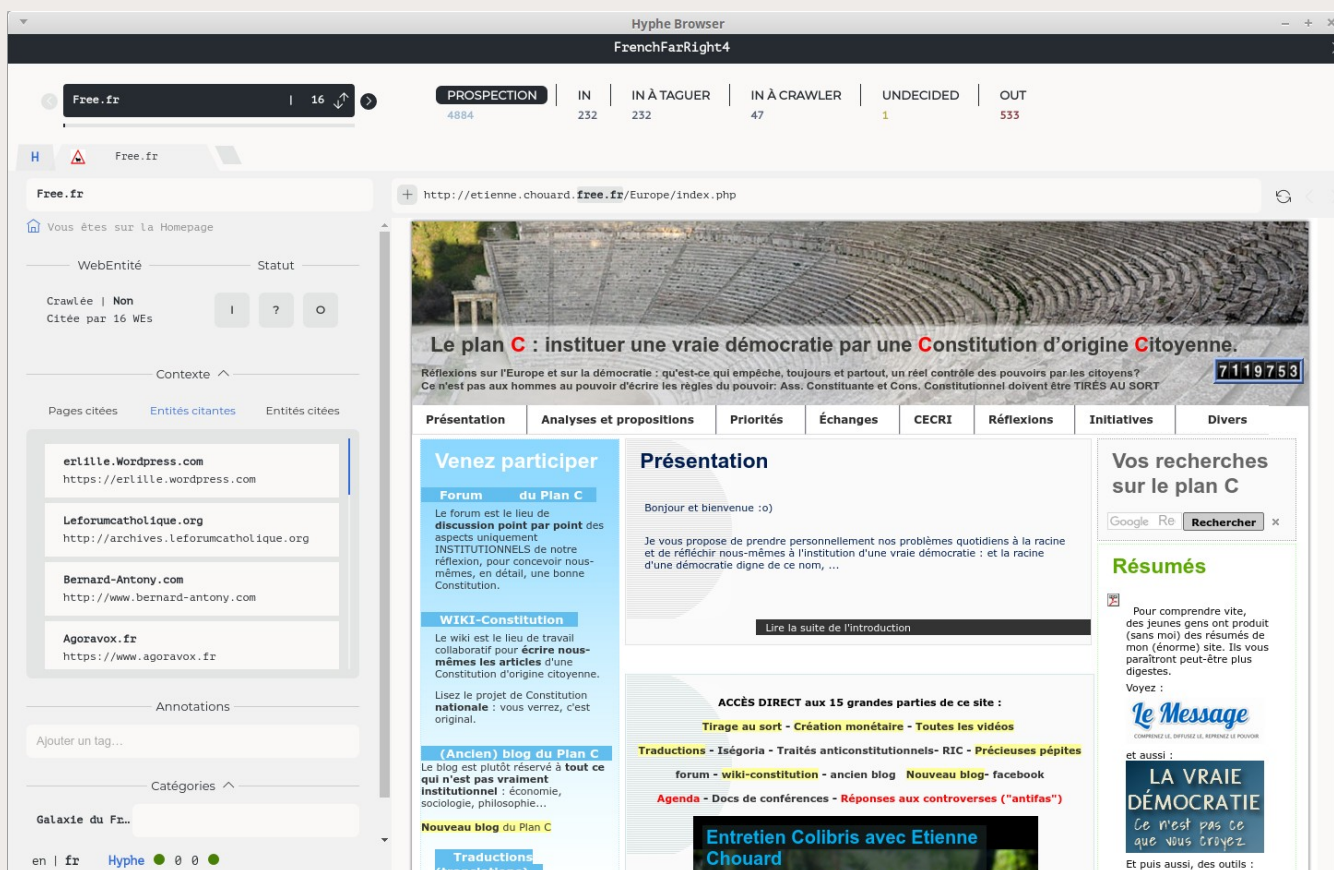 Hyphe Browser
FrenchFarRight4
Free.fr | 16
PROSPECTION IN IN À TAGUER IN À CRAWLER UNDECIDED OUT
4884 232 232 47 1 533
H Free.fr
Free.fr
http://etienne.chouard.free.fr/Europe/index.php
Vous êtes sur la Homepage
WebEntité Statut
Crawlée | Non
Citée par 16 WEs
I ? O
Contexte
Pages citées Entités citantes Entités citées
erlille.Wordpress.com
https://erlille.wordpress.com
Leforumcatholique.org
http://archives.leforumcatholique.org
Bernard-Antony.com
http://www.bernard-antony.com
Agoravox.fr
https://www.agoravox.fr
Annotations
Ajouter un tag...
Catégories
Galaxie du Fr…
en | fr Hyphe 0 0
Le plan C : instituer une vraie démocratie par une Constitution d'origine Citoyenne.
Réflexions sur l'Europe et sur la démocratie : qu'est-ce qui empêche, toujours et partout, un réel contrôle des pouvoirs par les citoyens?
Ce n'est pas aux hommes au pouvoir d'écrire les règles du pouvoir: Ass. Constituante et Cons. Constitutionnel doivent être TIRÉS AU SORT
7119753
Présentation Analyses et propositions Priorités Échanges CECRI Réflexions Initiatives Divers
Venez participer
Forum du Plan C
Le forum est le lieu de
discussion point par point des
aspects uniquement
INSTITUTIONNELS de notre
réflexion, pour concevoir nous-
mêmes, en détail, une bonne
Constitution.
WIKI-Constitution
Le wiki est le lieu de travail
collaboratif pour écrire nous-
mêmes les articles d'une
Constitution d'origine citoyenne.
Lisez le projet de Constitution
nationale : vous verrez, c'est
original.
(Ancien) blog du Plan C
Le blog est plutôt réservé à tout ce
qui n'est pas vraiment
institutionnel : économie,
sociologie, philosophie...
Nouveau blog du Plan C
Traductions
Présentation
Bonjour et bienvenue :o)
Je vous propose de prendre personnellement nos problèmes quotidiens à la racine
et de réfléchir nous-mêmes à l'institution d'une vraie démocratie : et la racine
d'une démocratie digne de ce nom, ...
Lire la suite de l'introduction
ACCÈS DIRECT aux 15 grandes parties de ce site :
Tirage au sort - Création monétaire - Toutes les vidéos
Traductions - Iségoria - Traités anticonstitutionnels- RIC - Précieuses pépites
forum - wiki-constitution - ancien blog Nouveau blog- facebook
Agenda - Docs de conférences - Réponses aux controverses ("antifas")
Entretien Colibris avec Etienne
Chouard
Vos recherches
sur le plan C
Google Re Rechercher ×
Résumés
Pour comprendre vite,
des jeunes gens ont produit
(sans moi) des résumés de
mon (énorme) site. Ils vous
paraîtront peut-être plus
digestes.
Voyez :
Le Message
COMPRENEZ LE, DIFFUSEZ LE, REPRENEZ LE POUVOIR
et aussi :
LA VRAIE
DÉMOCRATIE
Ce n'est pas ce
que vous croyez
Et puis aussi, des outils :